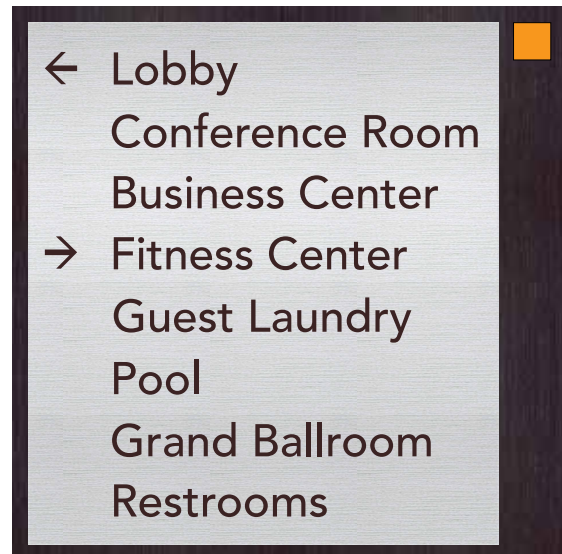 ← Lobby
Conference Room
Business Center
→ Fitness Center
Guest Laundry
Pool
Grand Ballroom
Restrooms